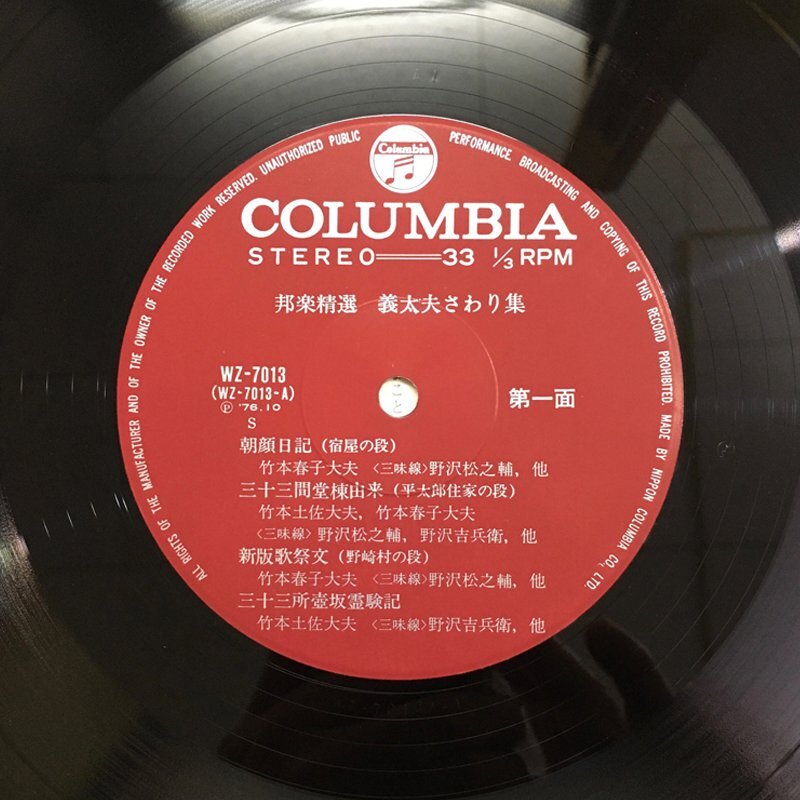 ALL RIGHTS OF THE MANUFACTURER AND OF THE OWNER OF THE RECORDED WORK RESERVED. UNAUTHORIZED PUBLIC PERFORMANCE. BROADCASTING AND COPYING OF THIS RECORD PROHIBITED. MADE BY NIPPON COLUMBIA CO., LTD.
Columbia
COLUMBIA
STEREO 33 1/3 RPM
邦楽精選 義太夫さわり集
WZ-7013
(WZ-7013-A)
Ⓟ '76.10
S
第一面
朝顔日記(宿屋の段)
竹本春子大夫 〈三味線〉野沢松之輔, 他
三十三間堂棟由来(平太郎住家の段)
竹本土佐大夫, 竹本春子大夫
〈三味線〉野沢松之輔, 野沢吉兵衛, 他
新版歌祭文(野崎村の段)
竹本春子大夫 〈三味線〉野沢松之輔, 他
三十三所壺坂霊験記
竹本土佐大夫 〈三味線〉野沢吉兵衛, 他